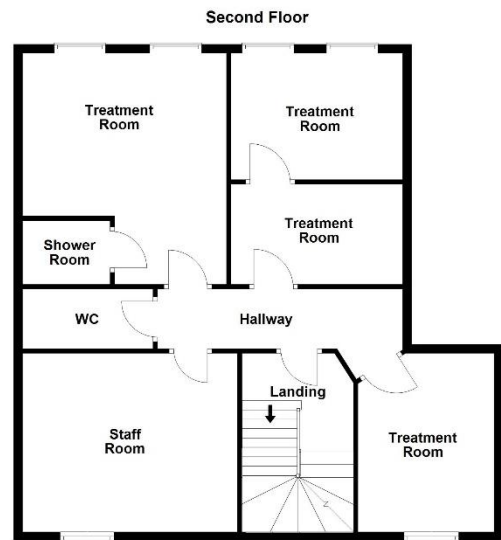 Second Floor
Treatment
Room
Treatment
Room
Treatment
Room
Shower
Room
WC
Hallway
Landing
Staff
Room
Treatment
Room